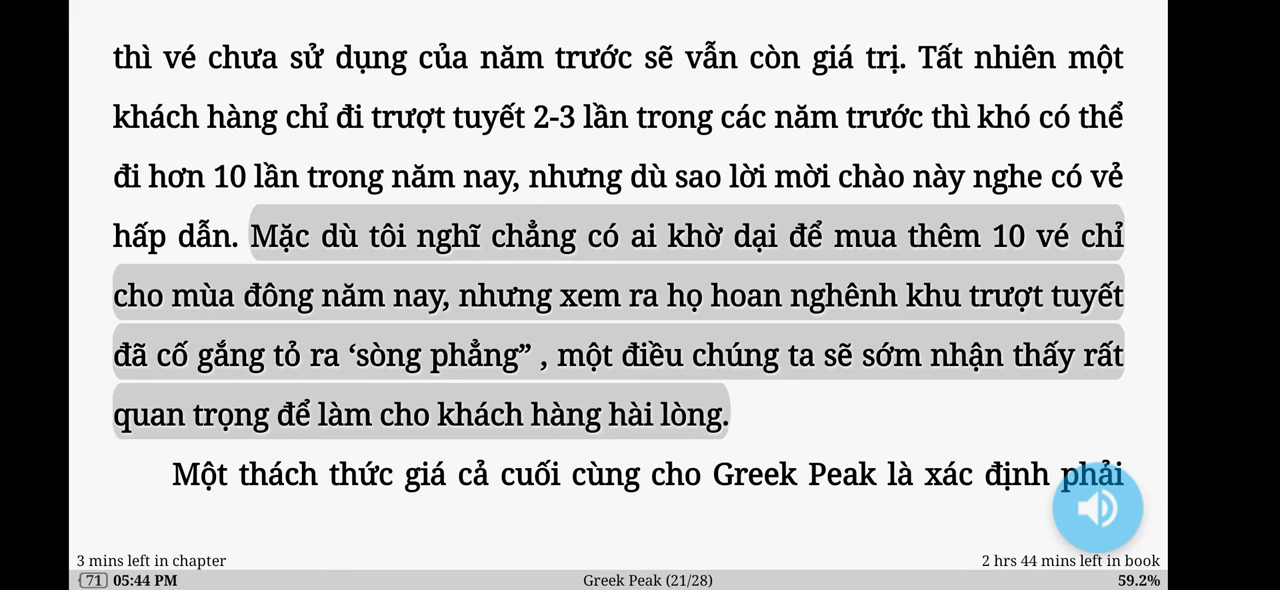 thì vé chưa sử dụng của năm trước sẽ vẫn còn giá trị. Tất nhiên một
khách hàng chỉ đi trượt tuyết 2-3 lần trong các năm trước thì khó có thể
đi hơn 10 lần trong năm nay, nhưng dù sao lời mời chào này nghe có vẻ
hấp dẫn. Mặc dù tôi nghĩ chẳng có ai khờ dại để mua thêm 10 vé chỉ
cho mùa đông năm nay, nhưng xem ra họ hoan nghênh khu trượt tuyết
đã cố gắng tỏ ra ‘sòng phẳng” , một điều chúng ta sẽ sớm nhận thấy rất
quan trọng để làm cho khách hàng hài lòng.
Một thách thức giá cả cuối cùng cho Greek Peak là xác định phải
3 mins left in chapter 2 hrs 44 mins left in book
71 05:44 PM Greek Peak (21/28) 59.2%